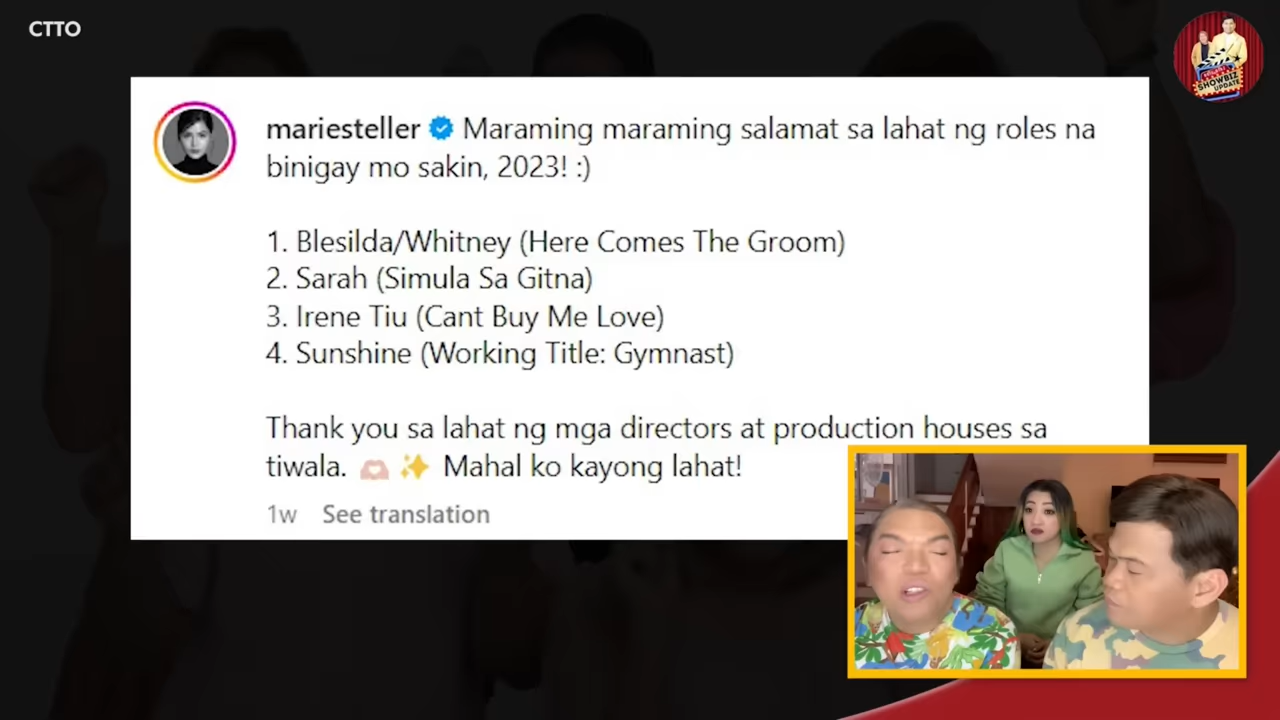 CTTO
SHOWBIZ
UPDATE
mariesteller Maraming maraming salamat sa lahat ng roles na
binigay mo sakin, 2023! :)
1. Blesilda/Whitney (Here Comes The Groom)
2. Sarah (Simula Sa Gitna)
3. Irene Tiu (Cant Buy Me Love)
4. Sunshine (Working Title: Gymnast)
Thank you sa lahat ng mga directors at production houses sa
tiwala. 🫶🏻 ✨ Mahal ko kayong lahat!
1w See translation